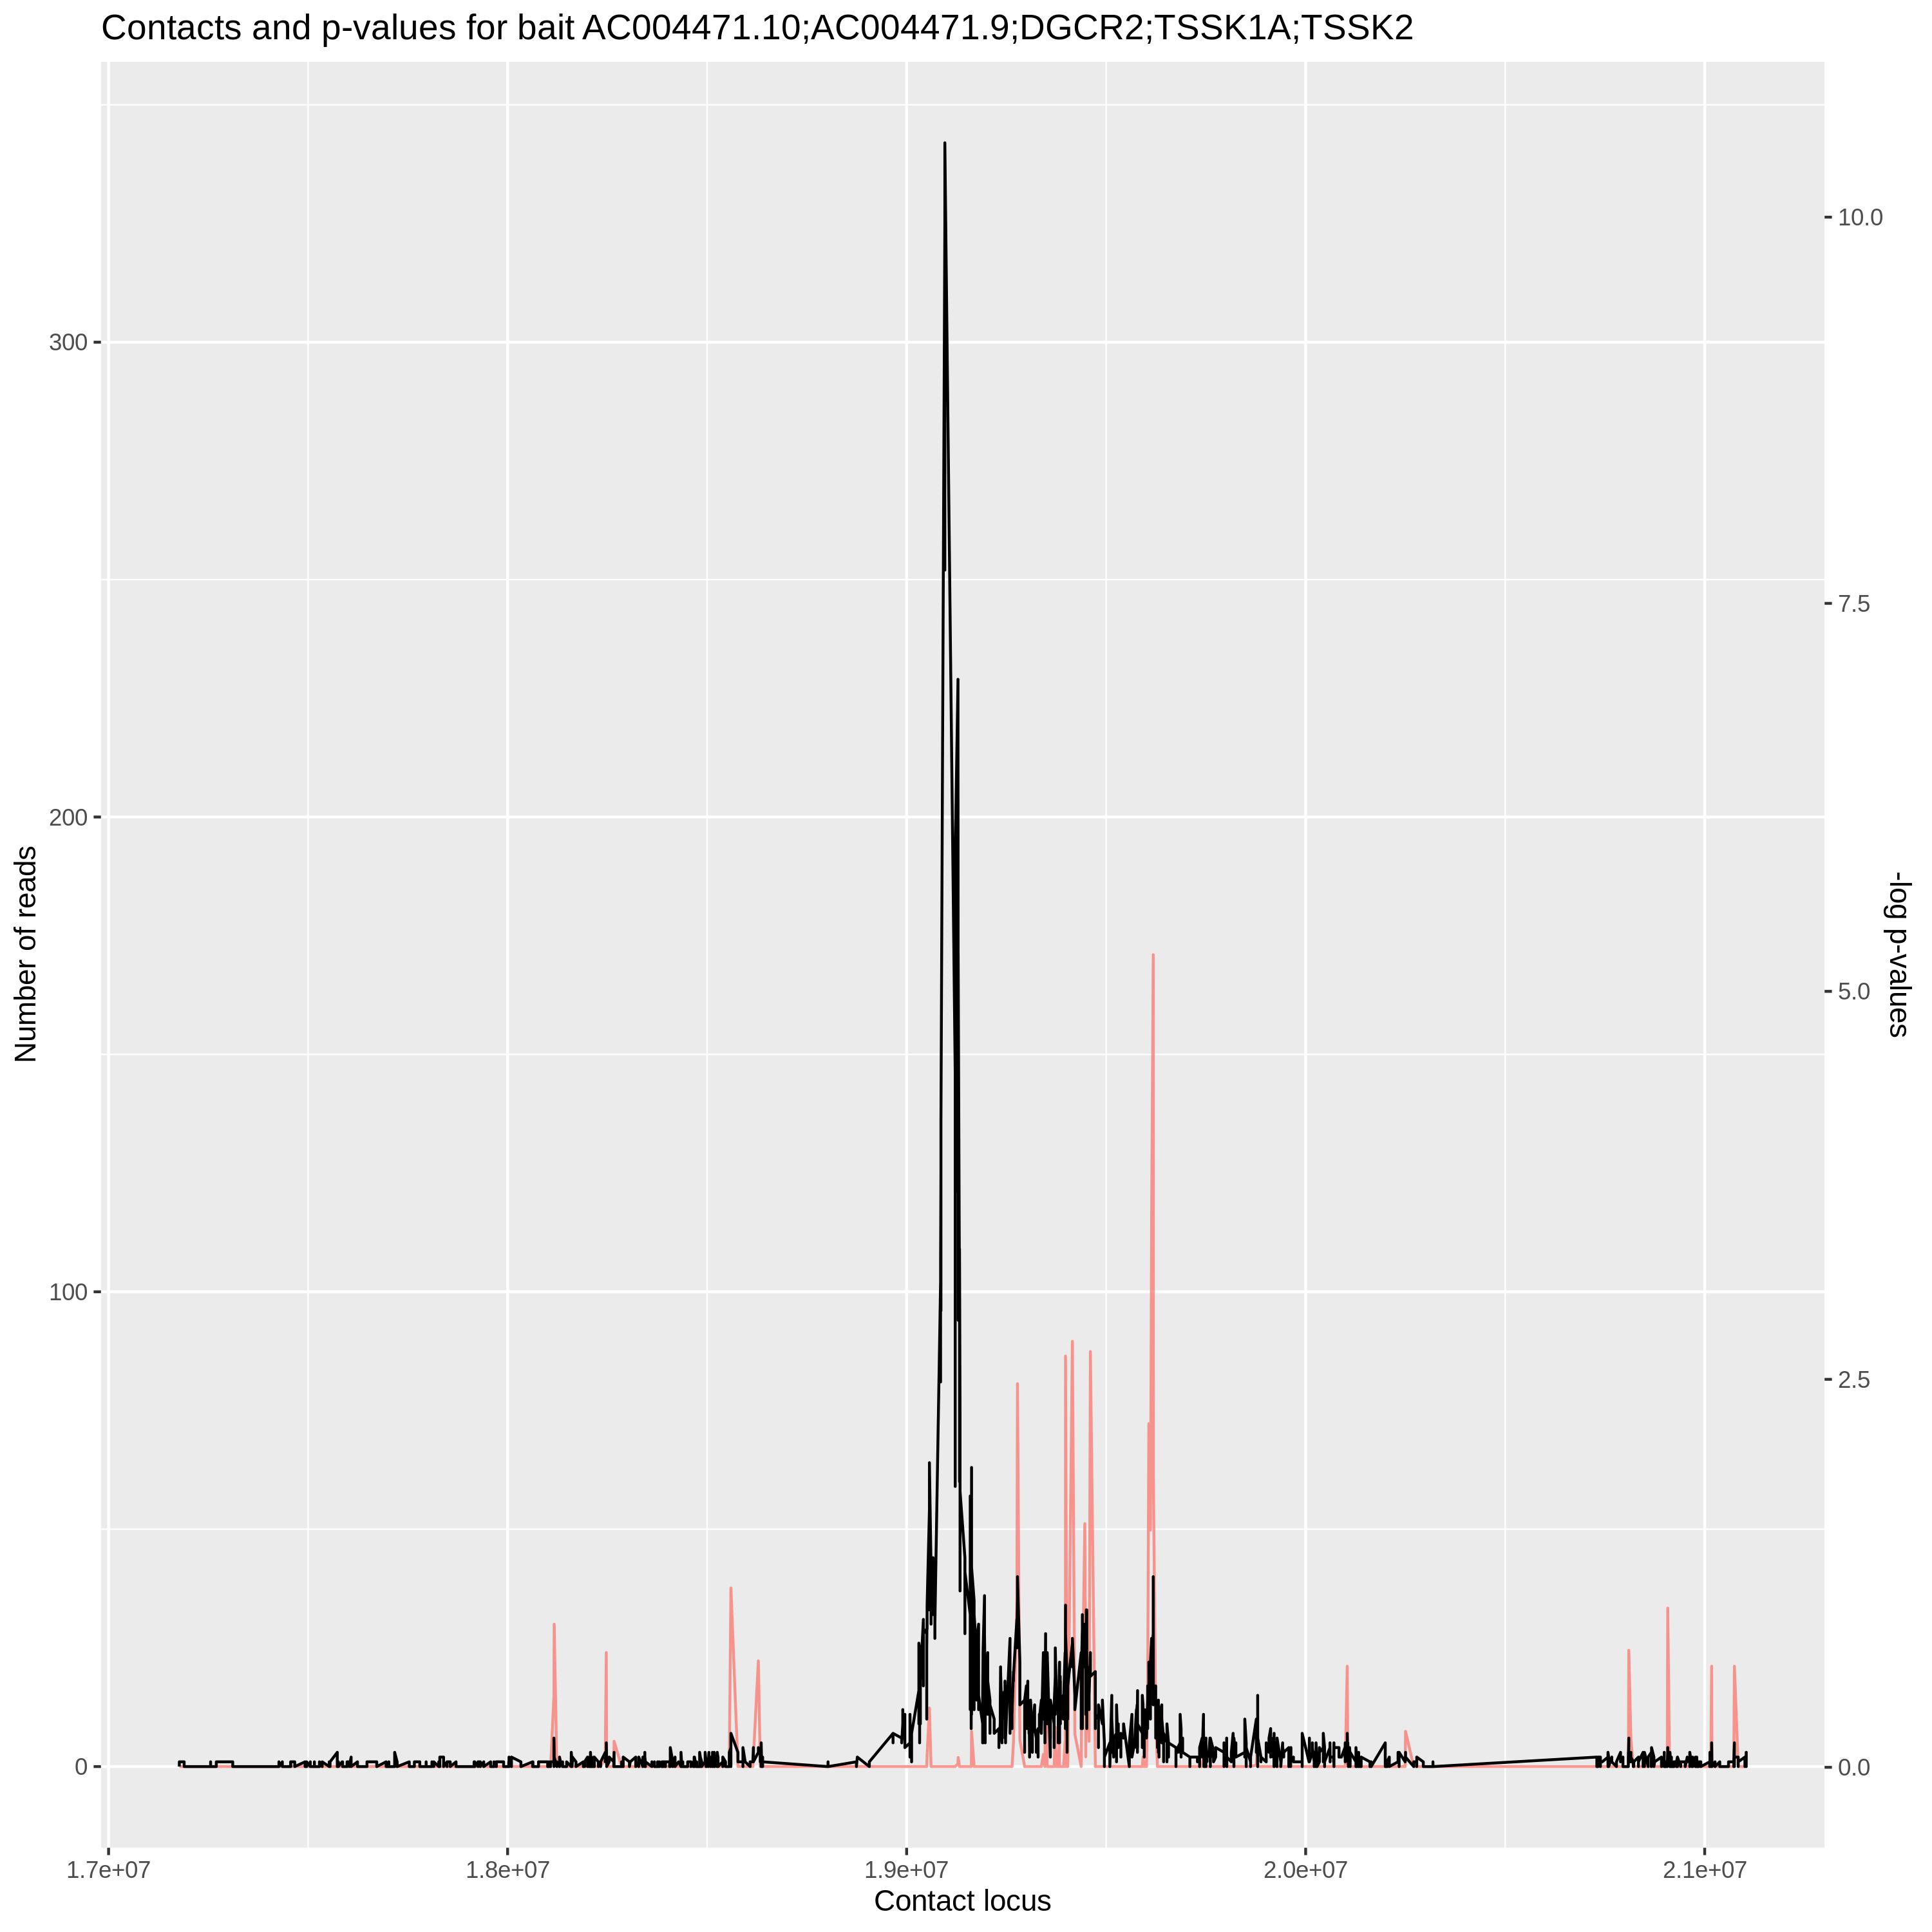 Contacts and p-values for bait AC004471.10;AC004471.9;DGCR2;TSSK1A;TSSK2
Number of reads
300
200
100
0
10.0
7.5
5.0
2.5
0.0
-log p-values
1.7e+07
1.8e+07
1.9e+07
2.0e+07
2.1e+07
Contact locus